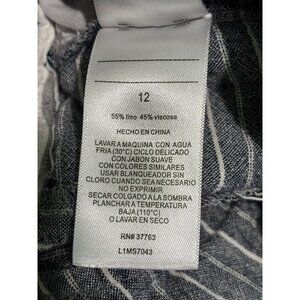 12
55% lino 45% viscosa
HECHO EN CHINA
LAVAR A MAQUINA CON AGUA
FRIA (30°C) CICLO DELICADO
CON JABON SUAVE
CON COLORES SIMILARES
USAR BLANQUEADOR SIN
CLORO CUANDO SEA NECESARIO
NO EXPRIMIR
SECAR COLGADO A LA SOMBRA
PLANCHAR A TEMPERATURA
BAJA (110°C)
O LAVAR EN SECO
RN# 37763
L1MS7043